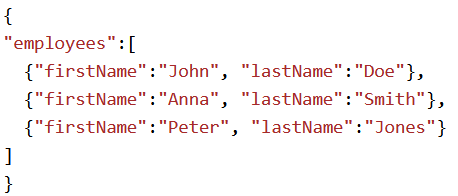 {
"employees":[
  {"firstName":"John", "lastName":"Doe"},
  {"firstName":"Anna", "lastName":"Smith"},
  {"firstName":"Peter", "lastName":"Jones"}
]
}